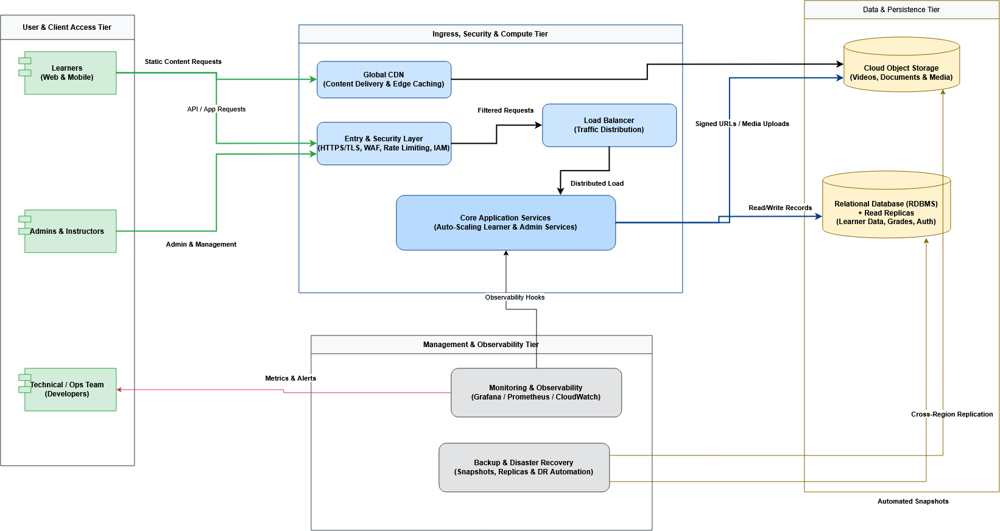 User & Client Access Tier
Learners
(Web & Mobile)
Admins & Instructors
Technical / Ops Team
(Developers)
Static Content Requests
API / App Requests
Admin & Management
Metrics & Alerts
Ingress, Security & Compute Tier
Global CDN
(Content Delivery & Edge Caching)
Entry & Security Layer
(HTTPS/TLS, WAF, Rate Limiting, IAM)
Filtered Requests
Load Balancer
(Traffic Distribution)
Distributed Load
Core Application Services
(Auto-Scaling Learner & Admin Services)
Observability Hooks
Management & Observability Tier
Monitoring & Observability
(Grafana / Prometheus / CloudWatch)
Backup & Disaster Recovery
(Snapshots, Replicas & DR Automation)
Signed URLs / Media Uploads
Read/Write Records
Data & Persistence Tier
Cloud Object Storage
(Videos, Documents & Media)
Relational Database (RDBMS)
+ Read Replicas
(Learner Data, Grades, Auth)
Cross-Region Replication
Automated Snapshots